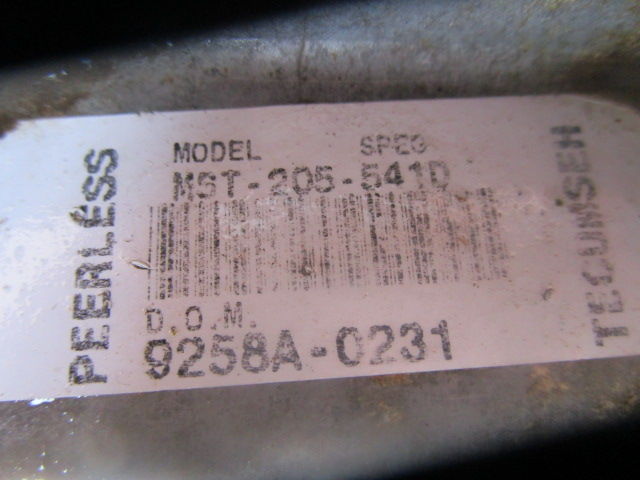 PEERLESS
MODEL SPEC
MST-205-541D
D.O.M.
9258A-0231
TECUMSEH